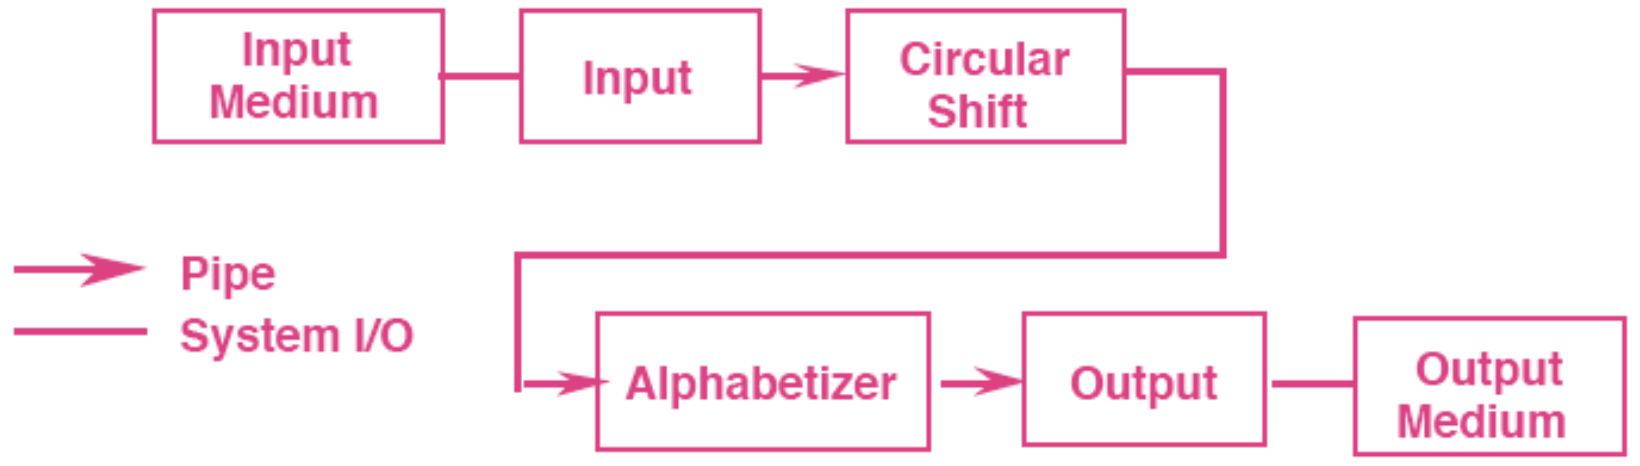 Input
Medium
Input
Circular
Shift
Pipe
System I/O
Alphabetizer
Output
Output
Medium